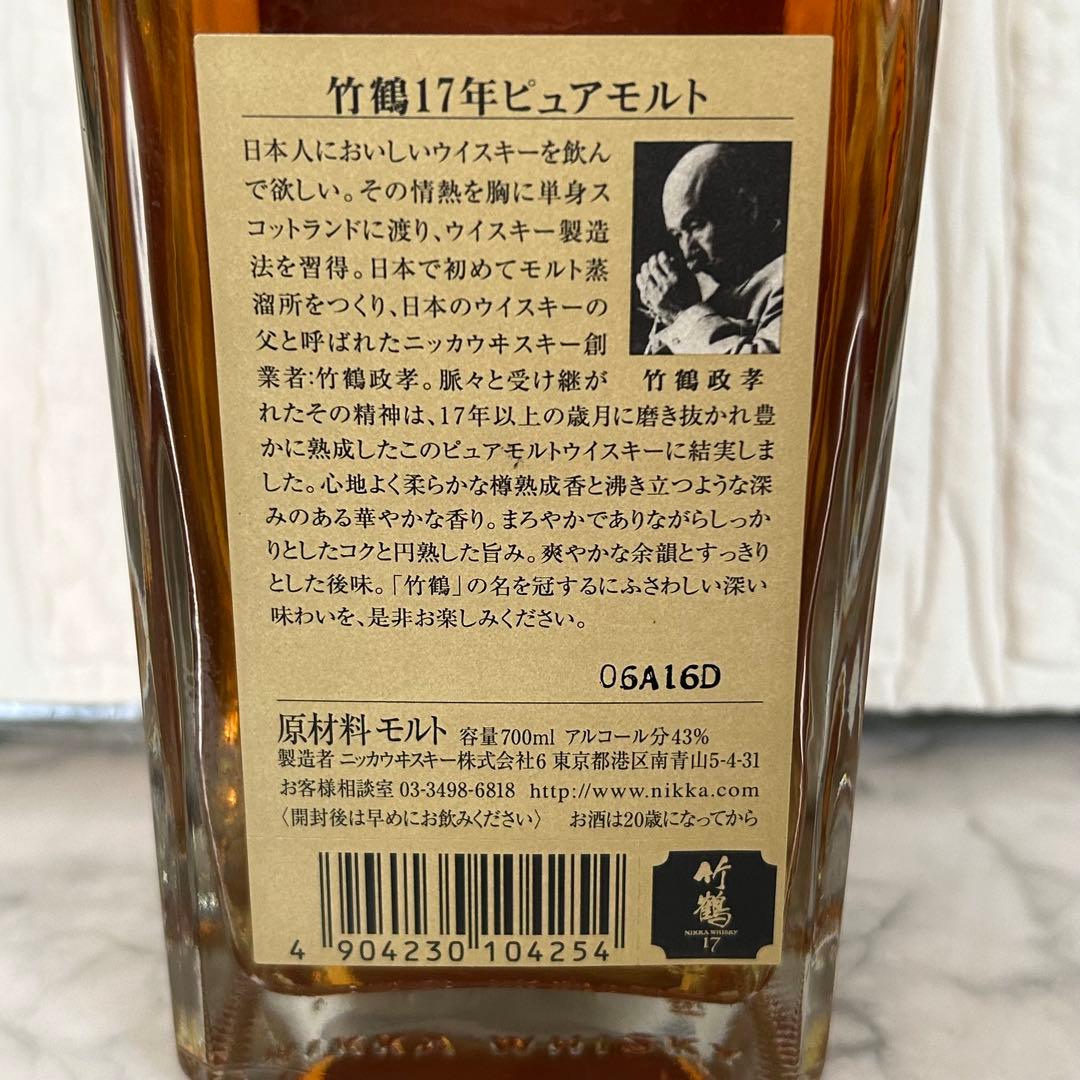 竹鶴17年ピュアモルト
日本人においしいウイスキーを飲ん
で欲しい。その情熱を胸に単身ス
コットランドに渡り、ウイスキー製造
法を習得。日本で初めてモルト蒸
溜所をつくり、日本のウイスキーの
父と呼ばれたニッカウヰスキー創
業者:竹鶴政孝。脈々と受け継が
れたその精神は、17年以上の歳月に磨き抜かれ豊
かに熟成したこのピュアモルトウイスキーに結実しま
した。心地よく柔らかな樽熟成香と沸き立つような深
みのある華やかな香り。まろやかでありながらしっか
りとしたコクと円熟した旨み。爽やかな余韻とすっきり
とした後味。「竹鶴」の名を冠するにふさわしい深い
味わいを、是非お楽しみください。
竹鶴政孝
06A16D
原材料 モルト 容量700ml アルコール分43%
製造者 ニッカウヰスキー株式会社6 東京都港区南青山5-4-31
お客様相談室 03-3498-6818 http://www.nikka.com
〈開封後は早めにお飲みください〉 お酒は20歳になってから
4 904230 104254
竹鶴
NIKKA WHISKY
17
NIKKA WHISKY